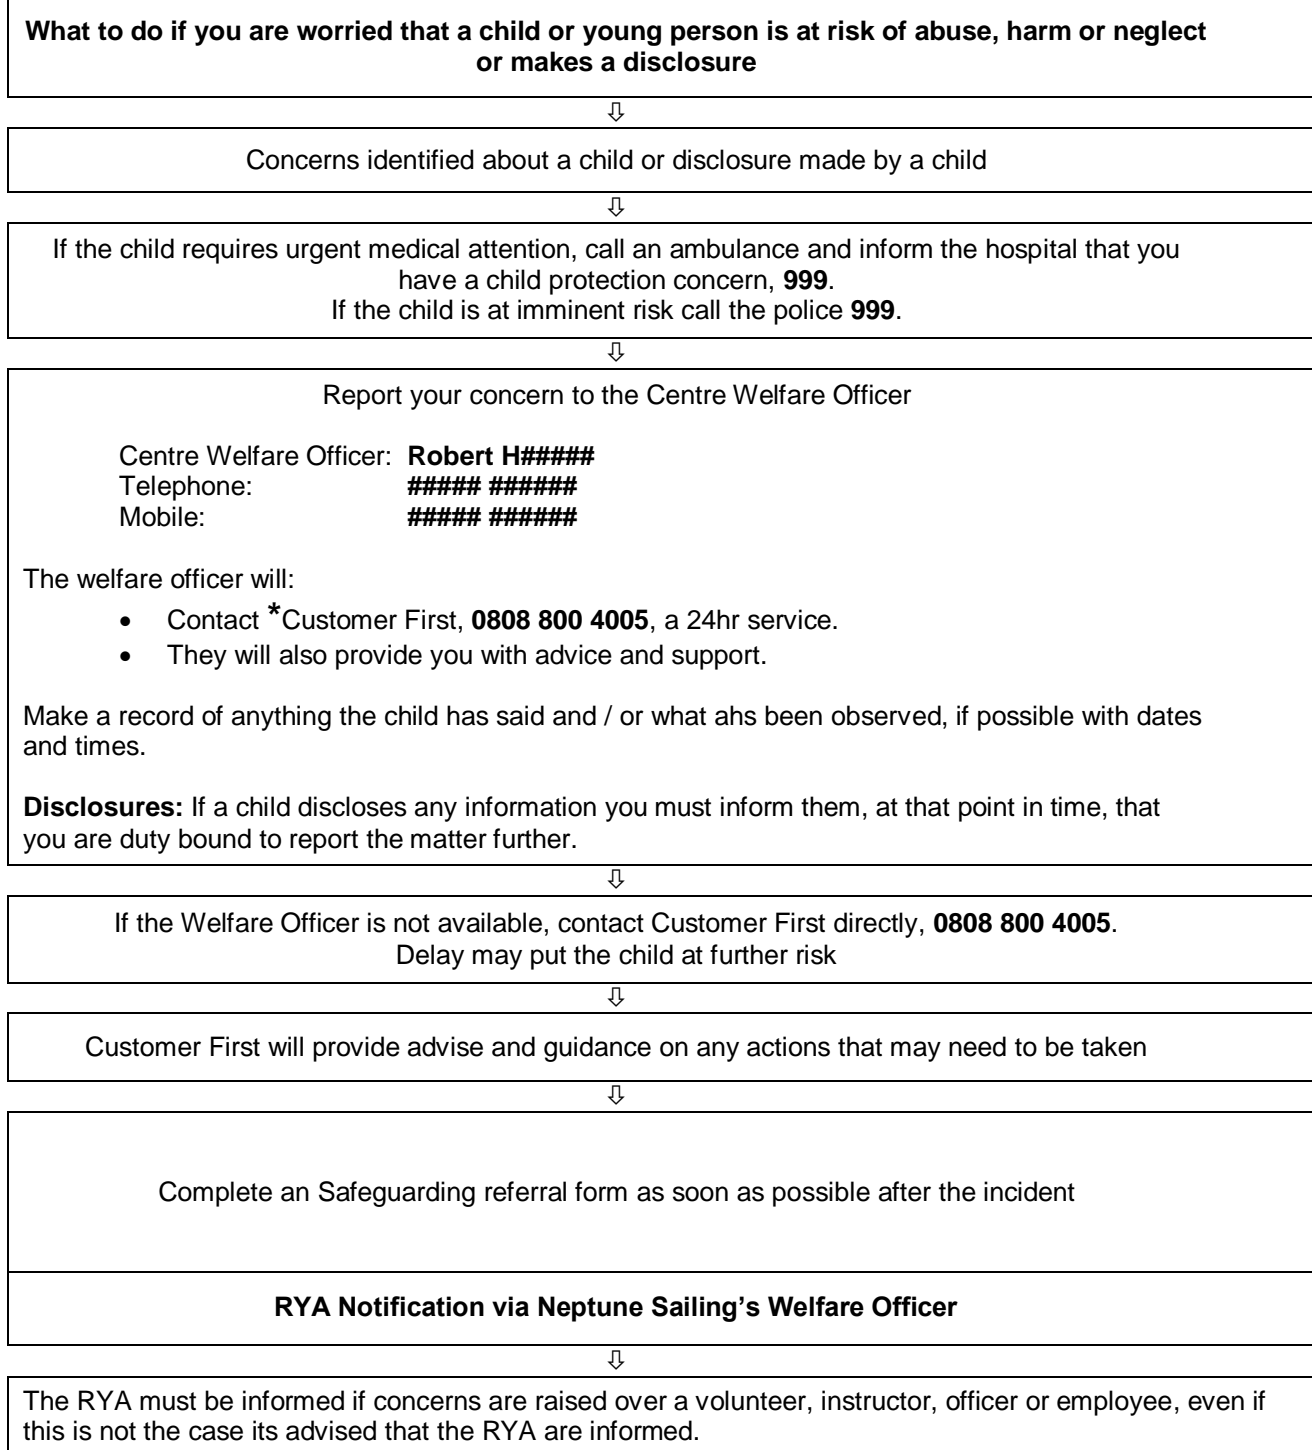 What to do if you are worried that a child or young person is at risk of abuse, harm or neglect
or makes a disclosure
⇩
Concerns identified about a child or disclosure made by a child
⇩
If the child requires urgent medical attention, call an ambulance and inform the hospital that you
have a child protection concern, 999.
If the child is at imminent risk call the police 999.
⇩
Report your concern to the Centre Welfare Officer
Centre Welfare Officer: Robert H#####
Telephone: ##### ######
Mobile: ##### ######
The welfare officer will:
• Contact *Customer First, 0808 800 4005, a 24hr service.
• They will also provide you with advice and support.
Make a record of anything the child has said and / or what ahs been observed, if possible with dates
and times.
Disclosures: If a child discloses any information you must inform them, at that point in time, that
you are duty bound to report the matter further.
⇩
If the Welfare Officer is not available, contact Customer First directly, 0808 800 4005.
Delay may put the child at further risk
⇩
Customer First will provide advise and guidance on any actions that may need to be taken
⇩
Complete an Safeguarding referral form as soon as possible after the incident
RYA Notification via Neptune Sailing’s Welfare Officer
⇩
The RYA must be informed if concerns are raised over a volunteer, instructor, officer or employee, even if
this is not the case its advised that the RYA are informed.